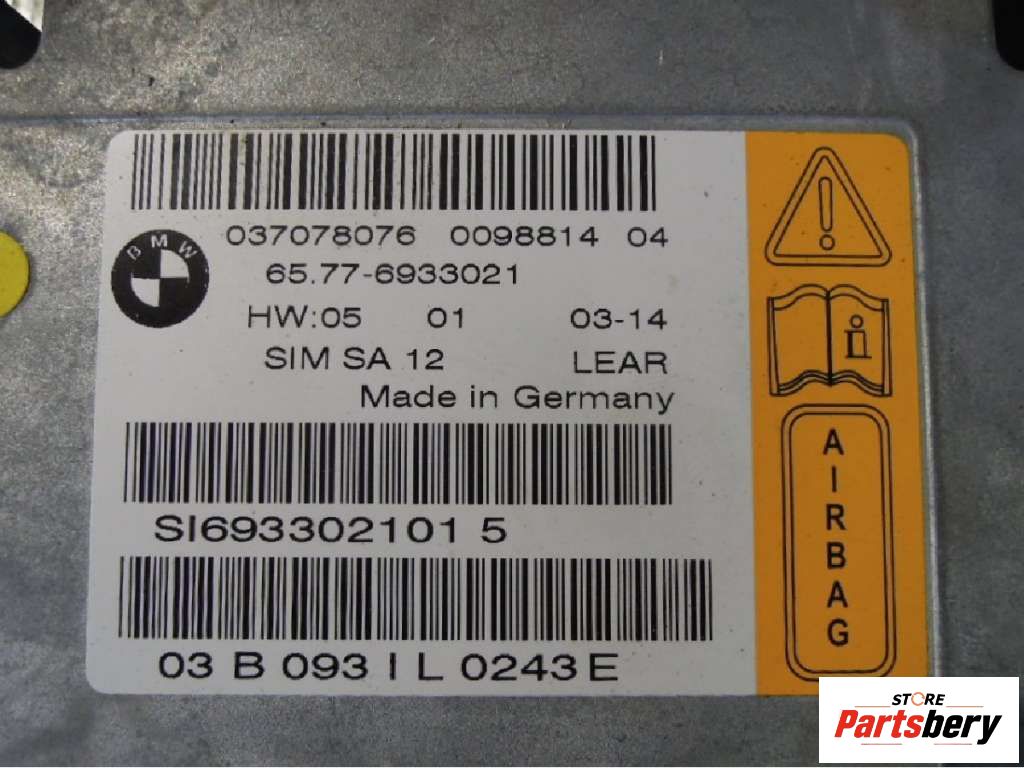 037078076 0098814 04
BMW
65.77-6933021
HW:05 01 03-14
SIM SA 12 LEAR
Made in Germany
SI693302101 5
03 B 093 I L 0243 E
!
i
AIRBAG
STORE
Partsbery